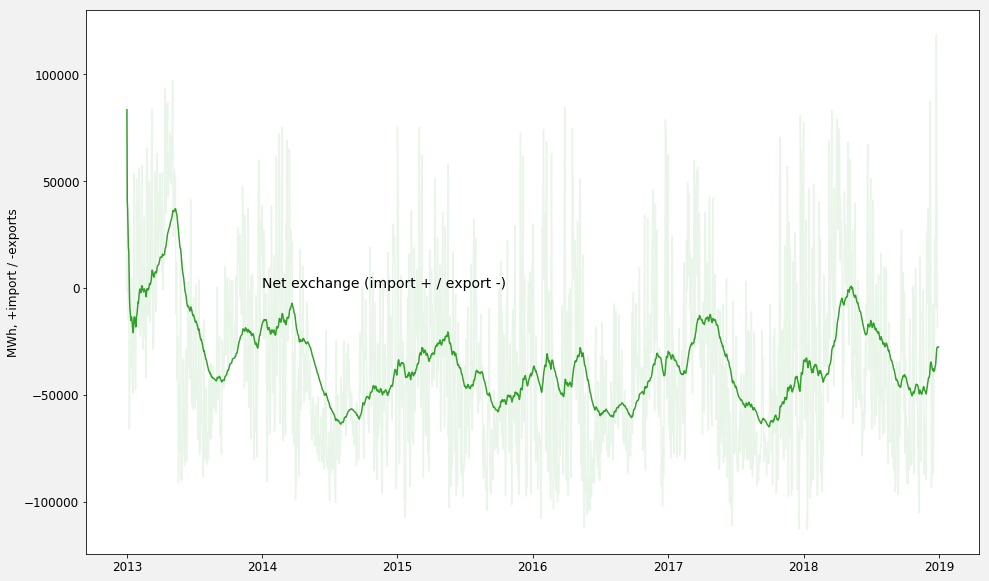 100000
50000
0
−50000
−100000
MWh, +import / -exports
Net exchange (import + / export -)
2013 2014 2015 2016 2017 2018 2019